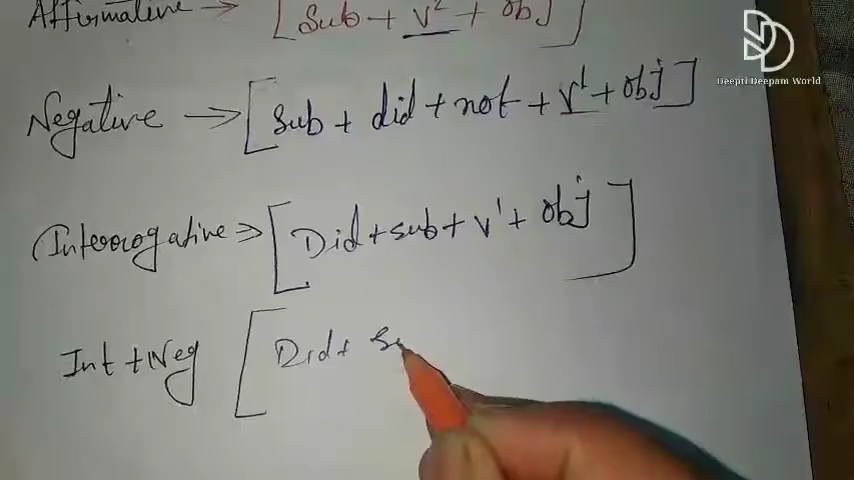 Affirmative → [Sub + V² + obj]
Deepti Deepam World
Negative → [Sub + did + not + V¹ + obj]
Interrogative ⇒ [Did + sub + V¹ + obj]
Int + Neg [Did + Su